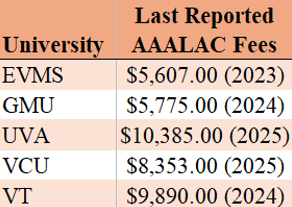 University Last Reported AAALAC Fees
EVMS $5,607.00 (2023)
GMU $5,775.00 (2024)
UVA $10,385.00 (2025)
VCU $8,353.00 (2025)
VT $9,890.00 (2024)